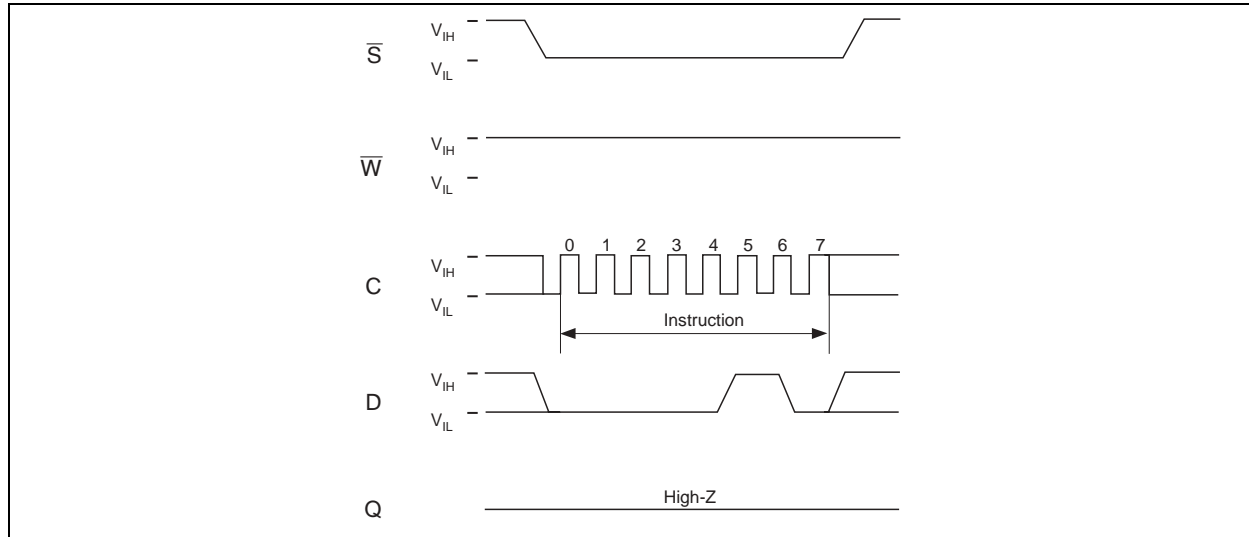 S̅
V_IH
V_IL
W̅
V_IH
V_IL
0 1 2 3 4 5 6 7
C
V_IH
V_IL
Instruction
D
V_IH
V_IL
High-Z
Q